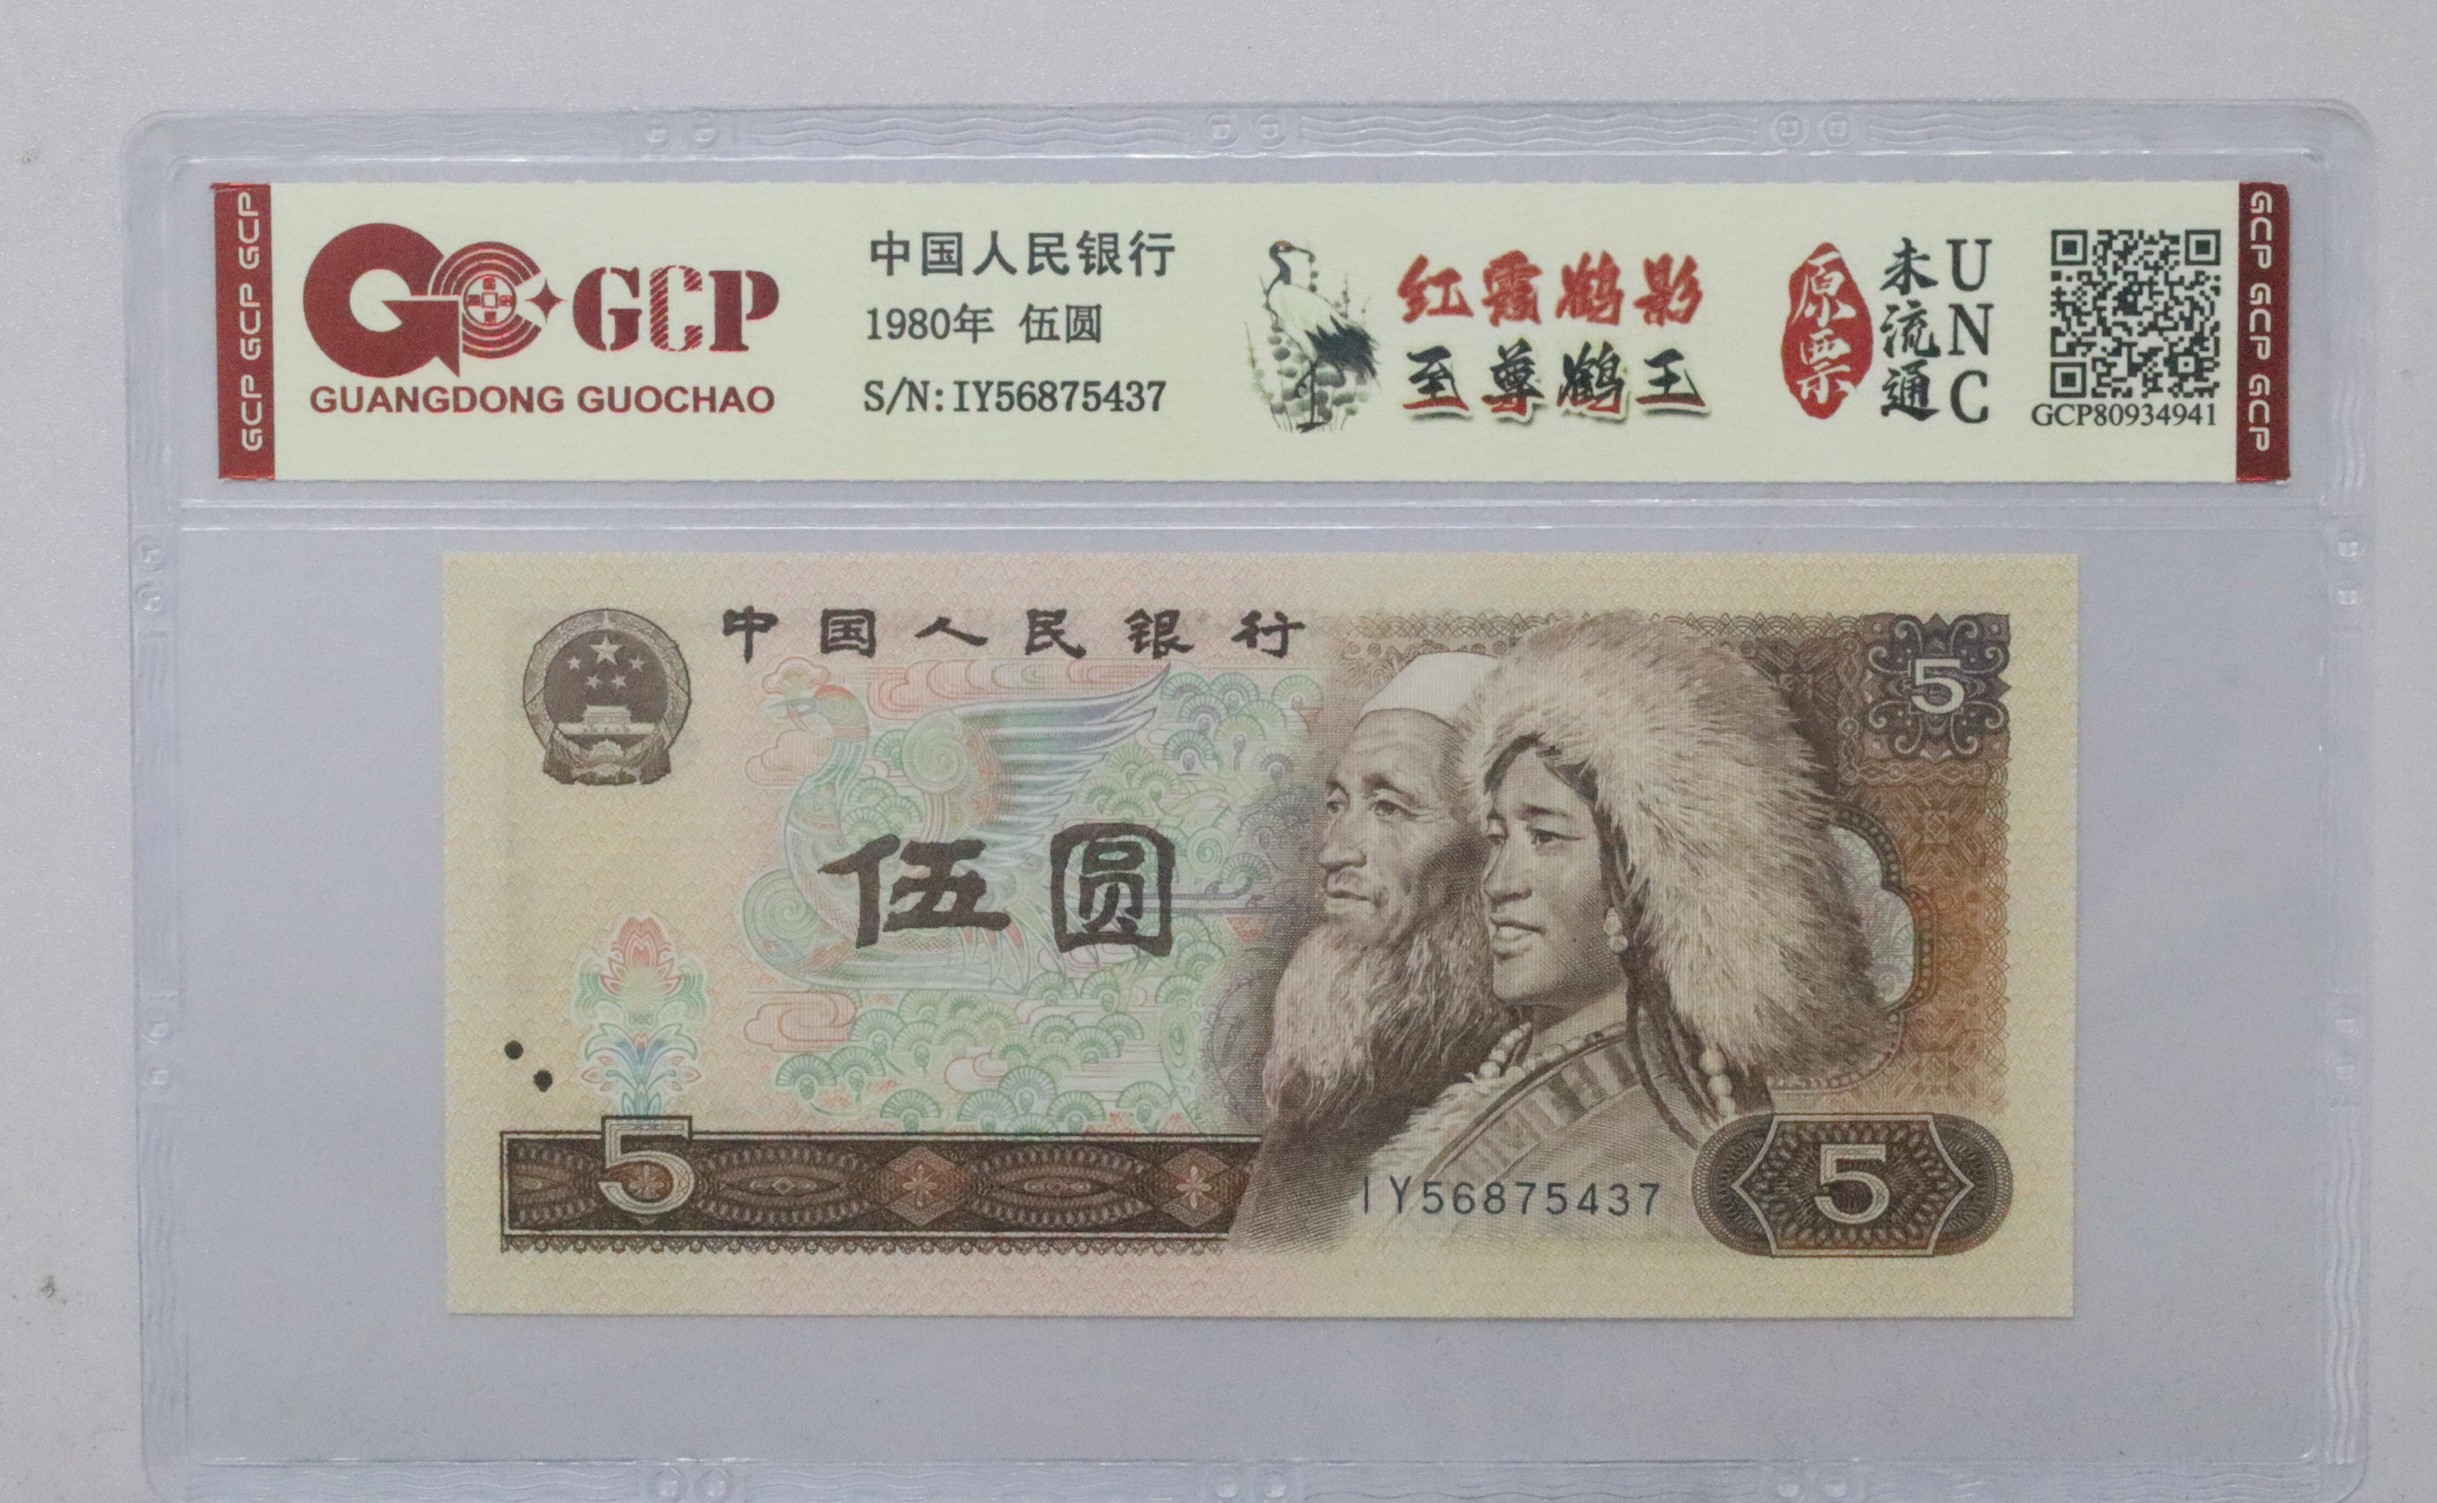 GCP GCP GCP
GCP
GUANGDONG GUOCHAO
中国人民银行
1980年 伍圆
S/N:IY56875437
红霞鹤影
至尊鹤王
原票
未流通
UNC
GCP80934941
GCP GCP GCP
中国人民银行
5
伍圆
5
IY56875437
5